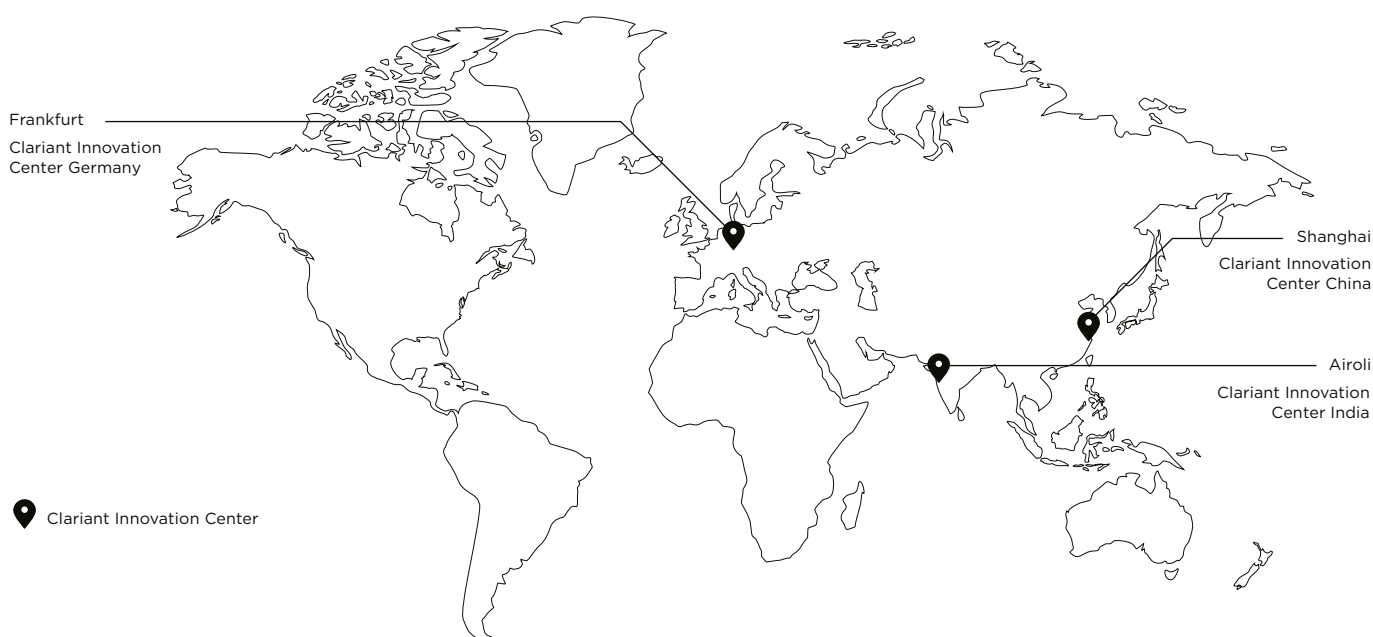 Frankfurt
Clariant Innovation
Center Germany
Shanghai
Clariant Innovation
Center China
Airoli
Clariant Innovation
Center India
Clariant Innovation Center